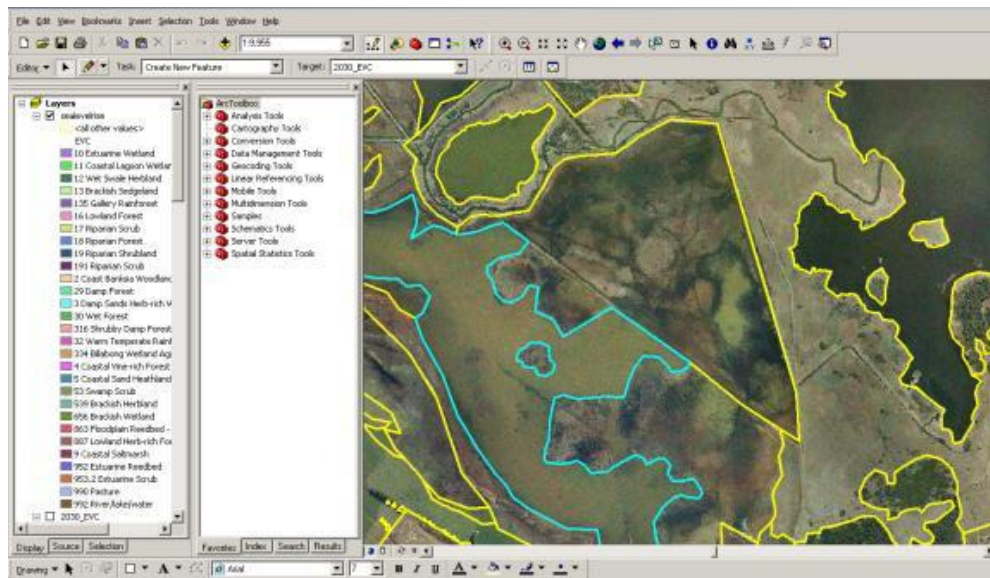 File Edit View Bookmarks Insert Selection Tools Window Help
1:9,955
Editor Task: Create New Feature Target: 2030_EVC
Layers
sealevelrise
<all other values>
EVC
10 Estuarine Wetland
11 Coastal Lagoon Wetlar
12 Wet Swale Herbland
13 Brackish Sedgeland
135 Gallery Rainforest
16 Lowland Forest
17 Riparian Scrub
18 Riparian Forest
19 Riparian Shrubland
191 Riparian Scrub
2 Coast Banksia Woodlanc
29 Damp Forest
3 Damp Sands Herb-rich W
30 Wet Forest
316 Shrubby Damp Forest
32 Warm Temperate Rainf
334 Billabong Wetland Agg
4 Coastal Vine-rich Forest
5 Coastal Sand Heathland
53 Swamp Scrub
539 Brackish Herbland
656 Brackish Wetland
863 Floodplain Reedbed -
887 Lowland Herb-rich For
9 Coastal Saltmarsh
952 Estuarine Reedbed
953.2 Estuarine Scrub
990 Pasture
992 River/lake/water
2030_EVC
Display Source Selection
ArcToolbox
Analysis Tools
Cartography Tools
Conversion Tools
Data Management Tools
Geocoding Tools
Linear Referencing Tools
Mobile Tools
Multidimension Tools
Samples
Schematics Tools
Server Tools
Spatial Statistics Tools
Favorites Index Search Results
Drawing A Arial 7 B I U A